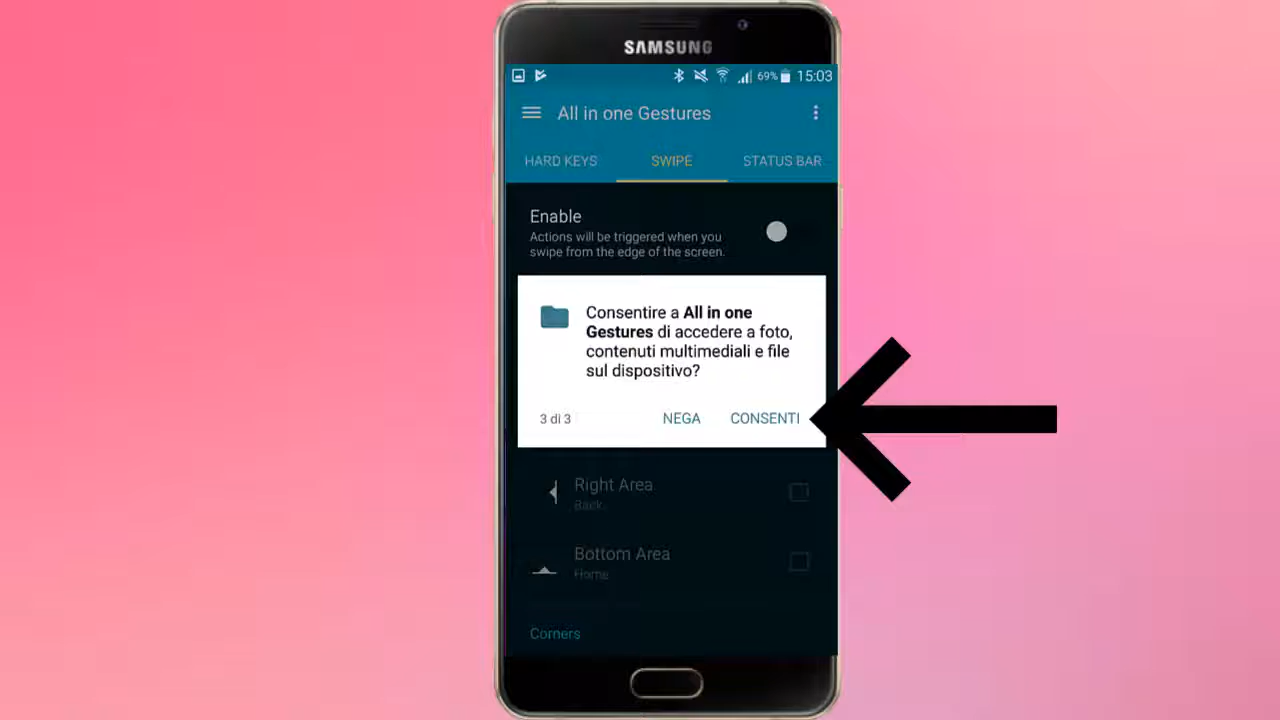 SAMSUNG
69% 15:03
All in one Gestures
HARD KEYS SWIPE STATUS BAR
Enable
Actions will be triggered when you
swipe from the edge of the screen.
Consentire a All in one
Gestures di accedere a foto,
contenuti multimediali e file
sul dispositivo?
3 di 3 NEGA CONSENTI
Right Area
Back
Bottom Area
Home
Corners